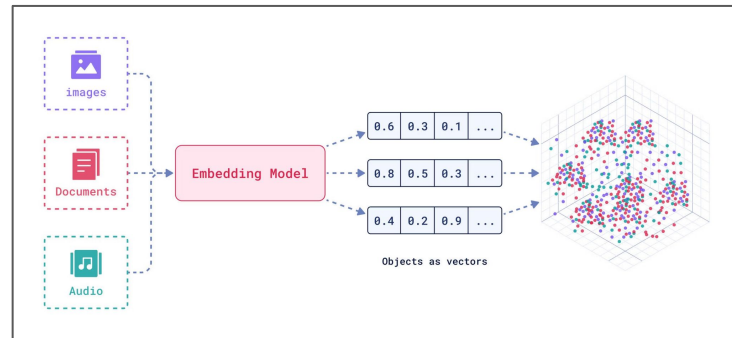 images
Documents
Audio
Embedding Model
0.6 0.3 0.1 ...
0.8 0.5 0.3 ...
0.4 0.2 0.9 ...
Objects as vectors